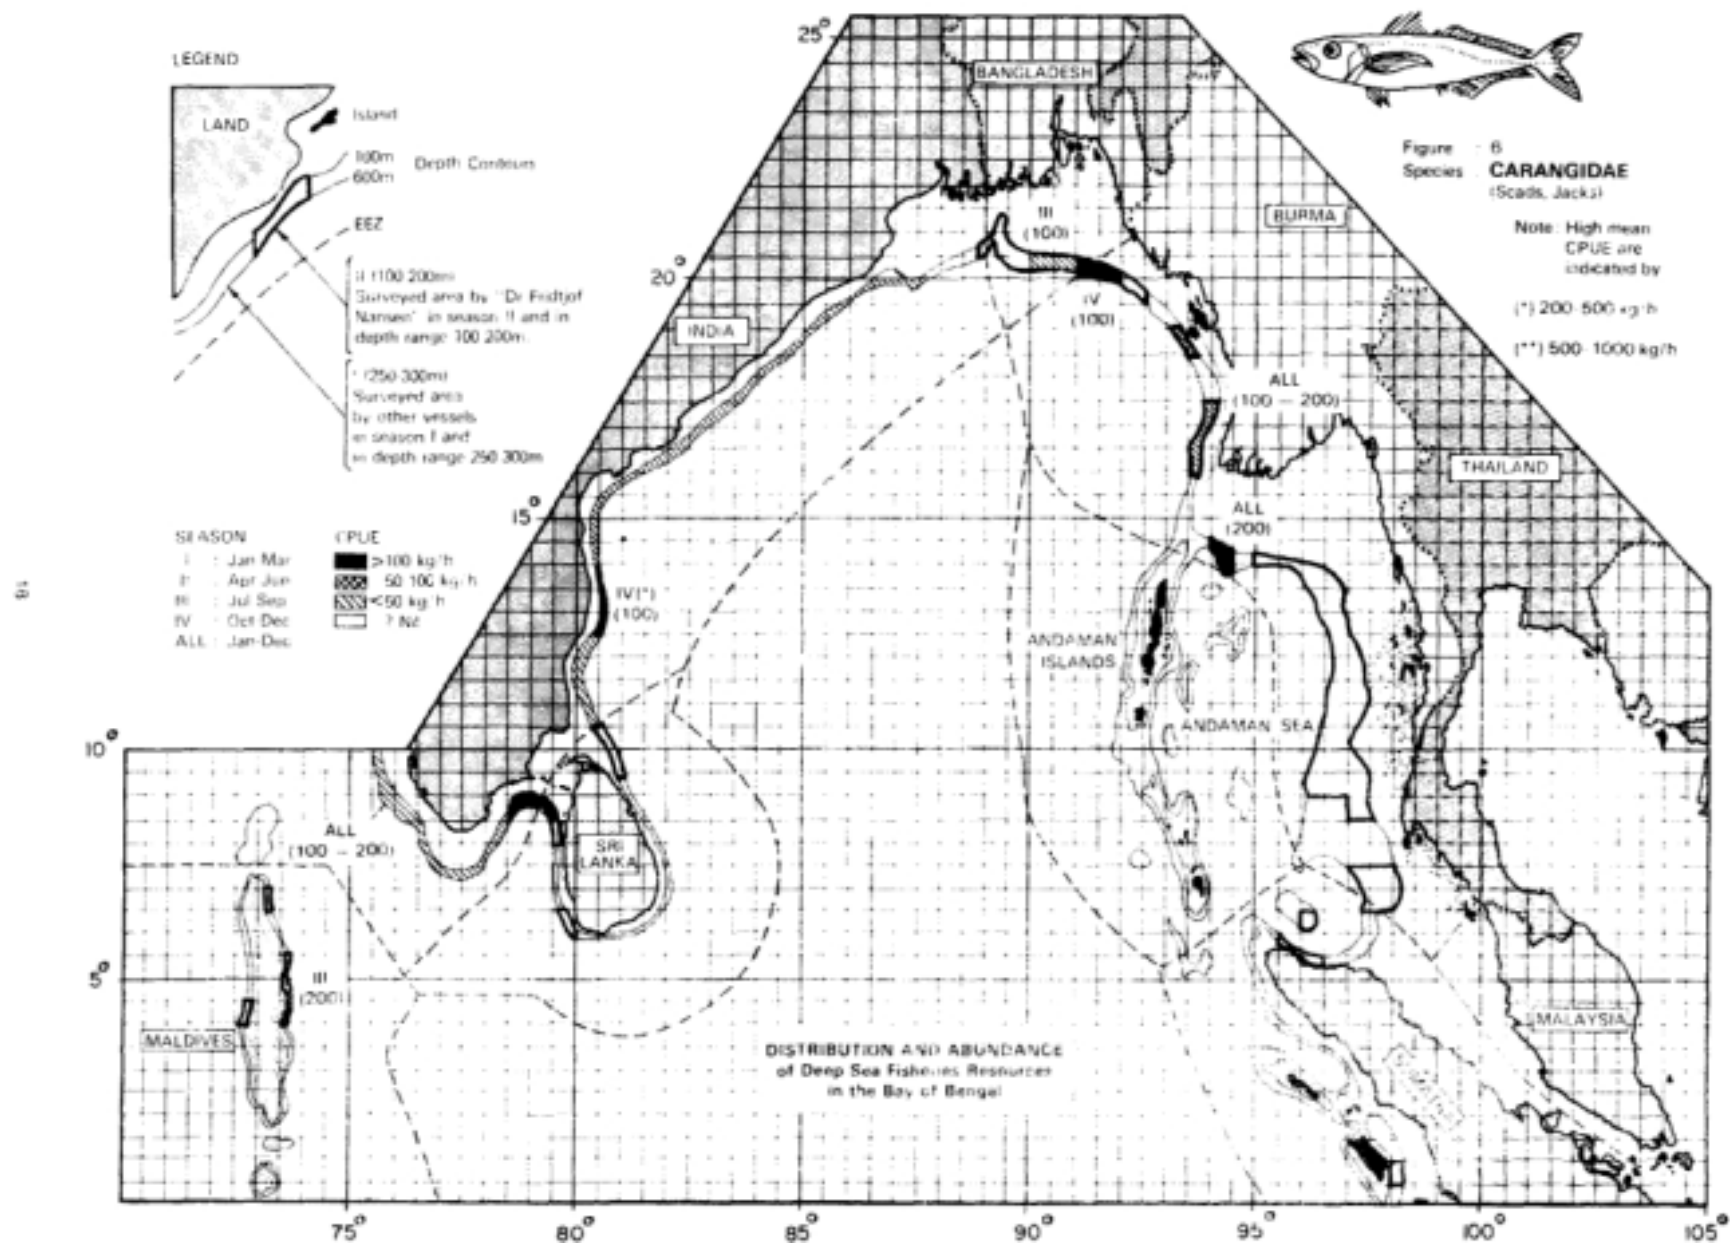 LEGEND
LAND
Island
100m
600m
Depth Contours
EEZ
II (100-200m)
Surveyed area by "Dr Fridtjof
Nansen" in season II and in
depth range 100-200m.
(250-300m)
Surveyed area
by other vessels
in season I and
in depth range 250-300m
SEASON
I : Jan-Mar
II : Apr-Jun
III : Jul-Sep
IV : Oct-Dec
ALL : Jan-Dec
CPUE
>100 kg/h
50-100 kg/h
<50 kg/h
? Nil
Figure : 6
Species : CARANGIDAE
(Scads, Jacks)
Note: High mean
CPUE are
indicated by
(*) 200-500 kg/h
(**) 500-1000 kg/h
25°
20°
15°
10°
5°
BANGLADESH
BURMA
INDIA
THAILAND
III
(100)
IV
(100)
ALL
(100 – 200)
ALL
(200)
IV(*)
(100)
ANDAMAN
ISLANDS
ANDAMAN SEA
ALL
(100 – 200)
SRI
LANKA
III
(200)
MALDIVES
MALAYSIA
DISTRIBUTION AND ABUNDANCE
of Deep Sea Fisheries Resources
in the Bay of Bengal
75°
80°
85°
90°
95°
100°
105°